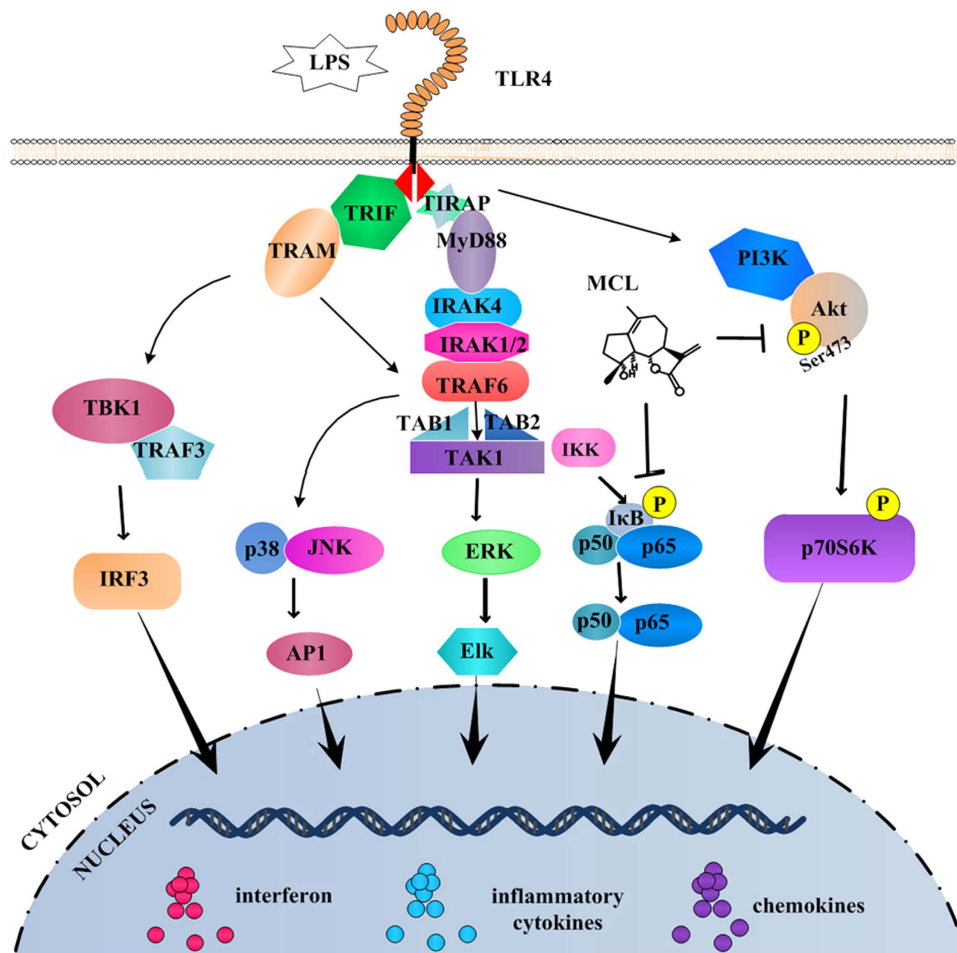 LPS
TLR4
TRIF
TIRAP
TRAM
MyD88
PI3K
MCL
IRAK4
Akt
P
Ser473
IRAK1/2
OH
H
O
O
TRAF6
TBK1
TRAF3
TAB1
TAB2
TAK1
IKK
P
IκB
P
p38
JNK
ERK
p50
p65
p70S6K
IRF3
p50
p65
AP1
Elk
CYTOSOL
NUCLEUS
interferon
inflammatory
cytokines
chemokines